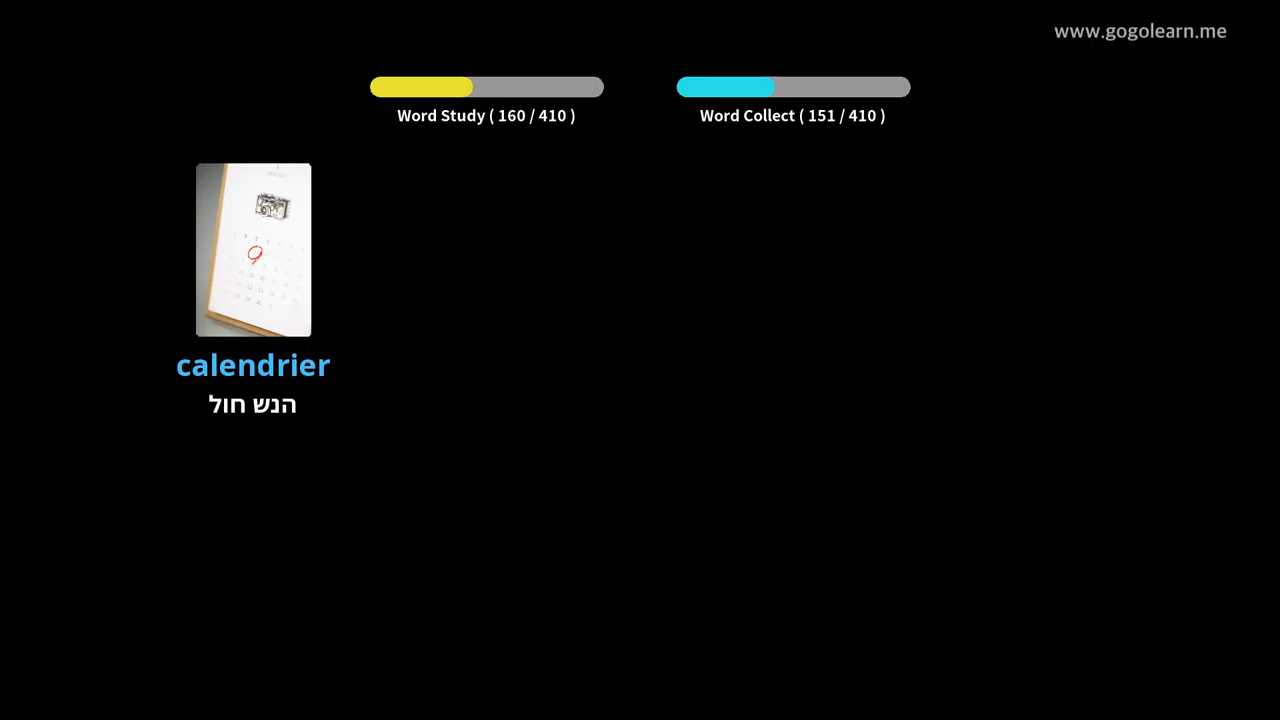 www.gogolearn.me
Word Study ( 160 / 410 )
Word Collect ( 151 / 410 )
calendrier
הנש חול